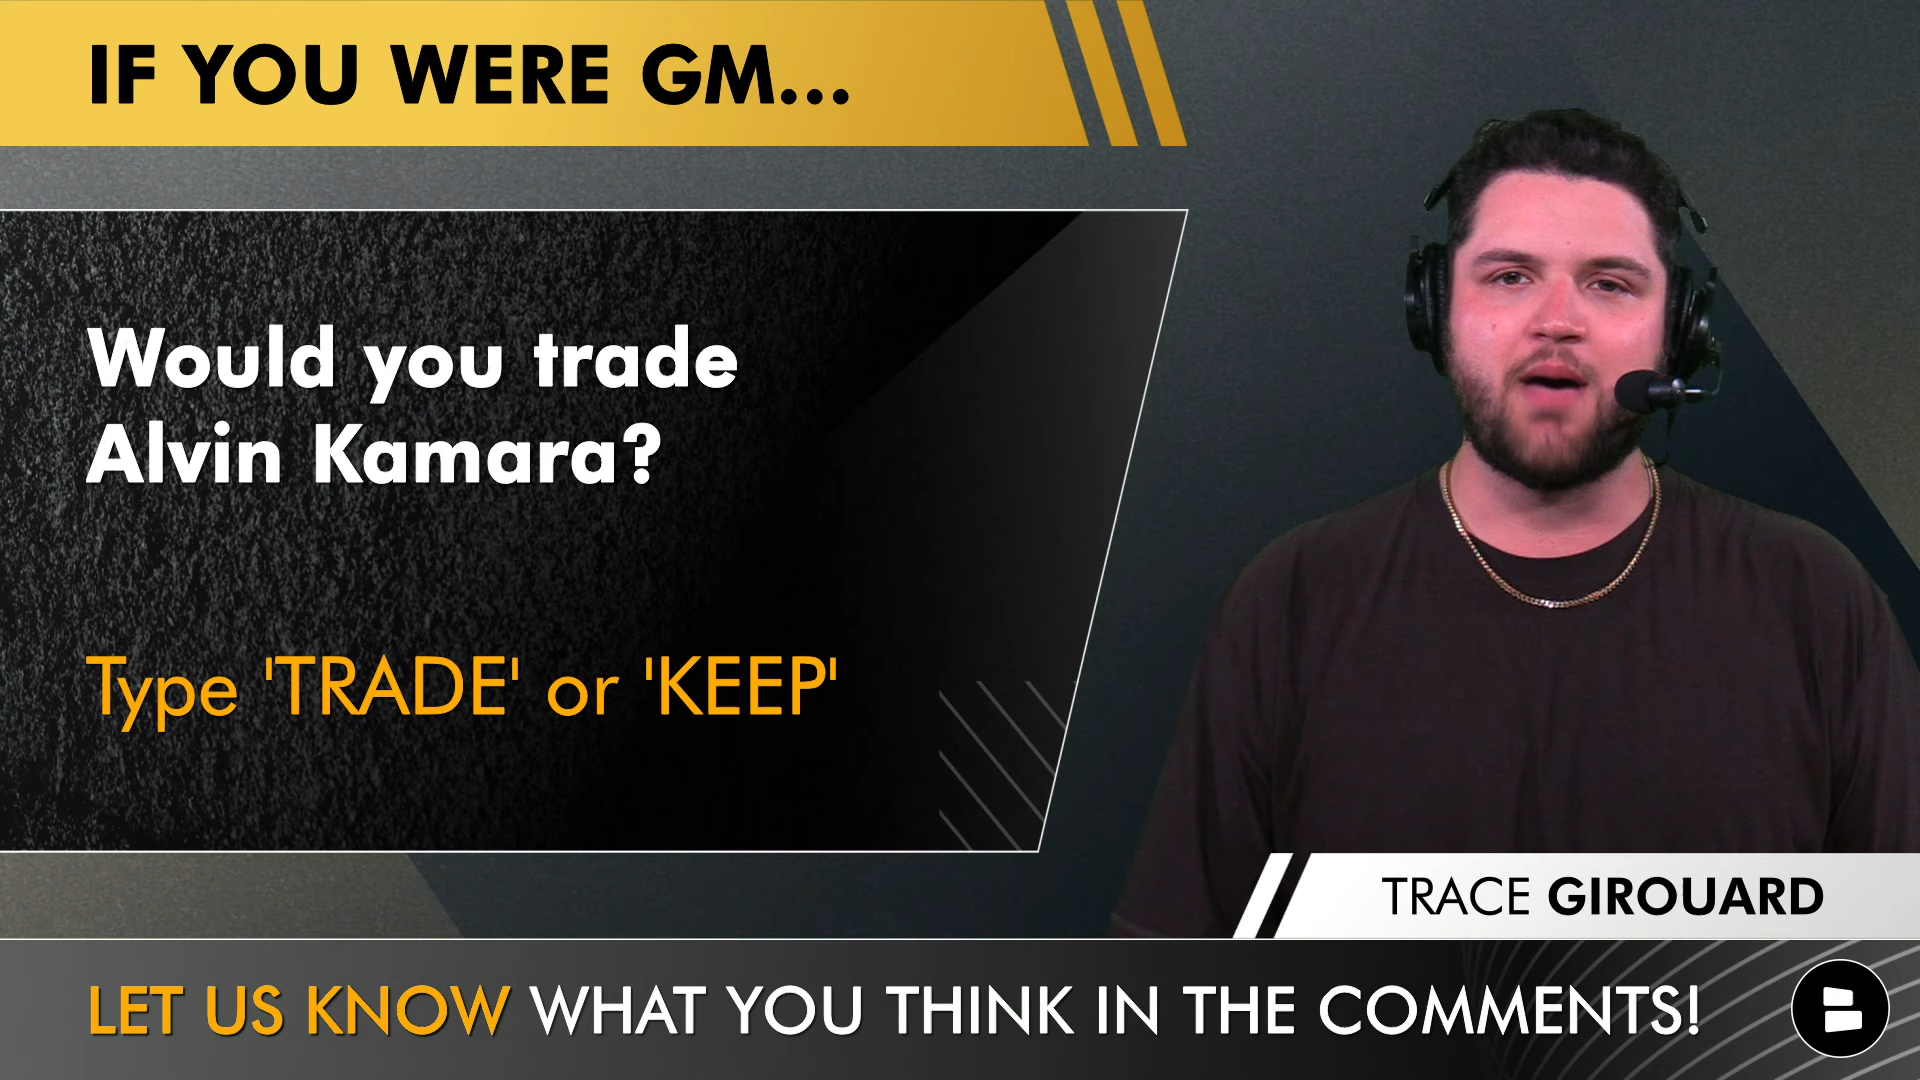 IF YOU WERE GM...
Would you trade
Alvin Kamara?
Type 'TRADE' or 'KEEP'
TRACE GIROUARD
LET US KNOW WHAT YOU THINK IN THE COMMENTS!